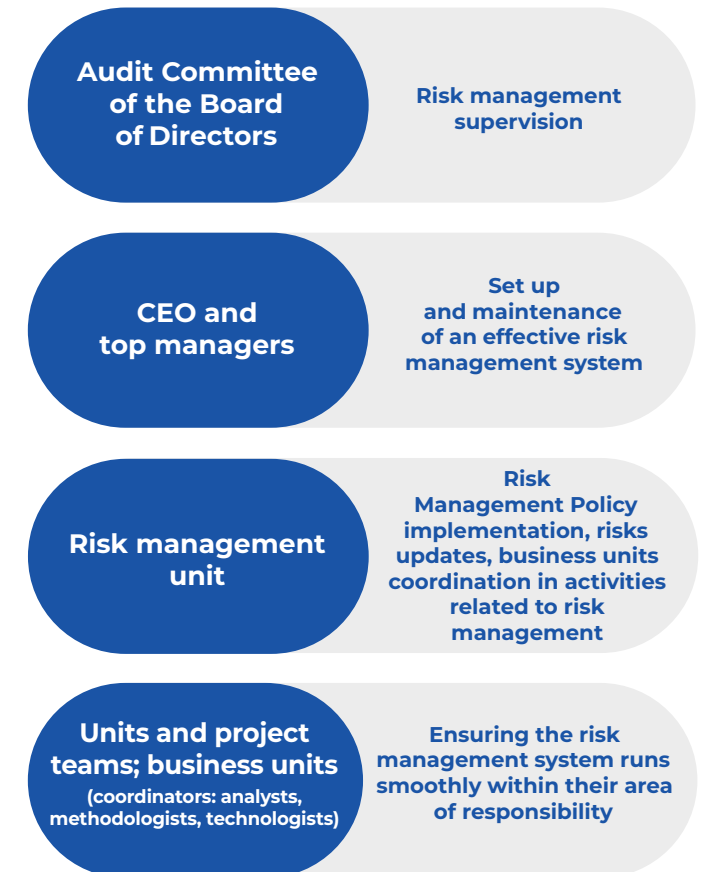 Audit Committee
of the Board
of Directors
Risk management
supervision
CEO and
top managers
Set up
and maintenance
of an effective risk
management system
Risk management
unit
Risk
Management Policy
implementation, risks
updates, business units
coordination in activities
related to risk
management
Units and project
teams; business units
(coordinators: analysts,
methodologists, technologists)
Ensuring the risk
management system runs
smoothly within their area
of responsibility